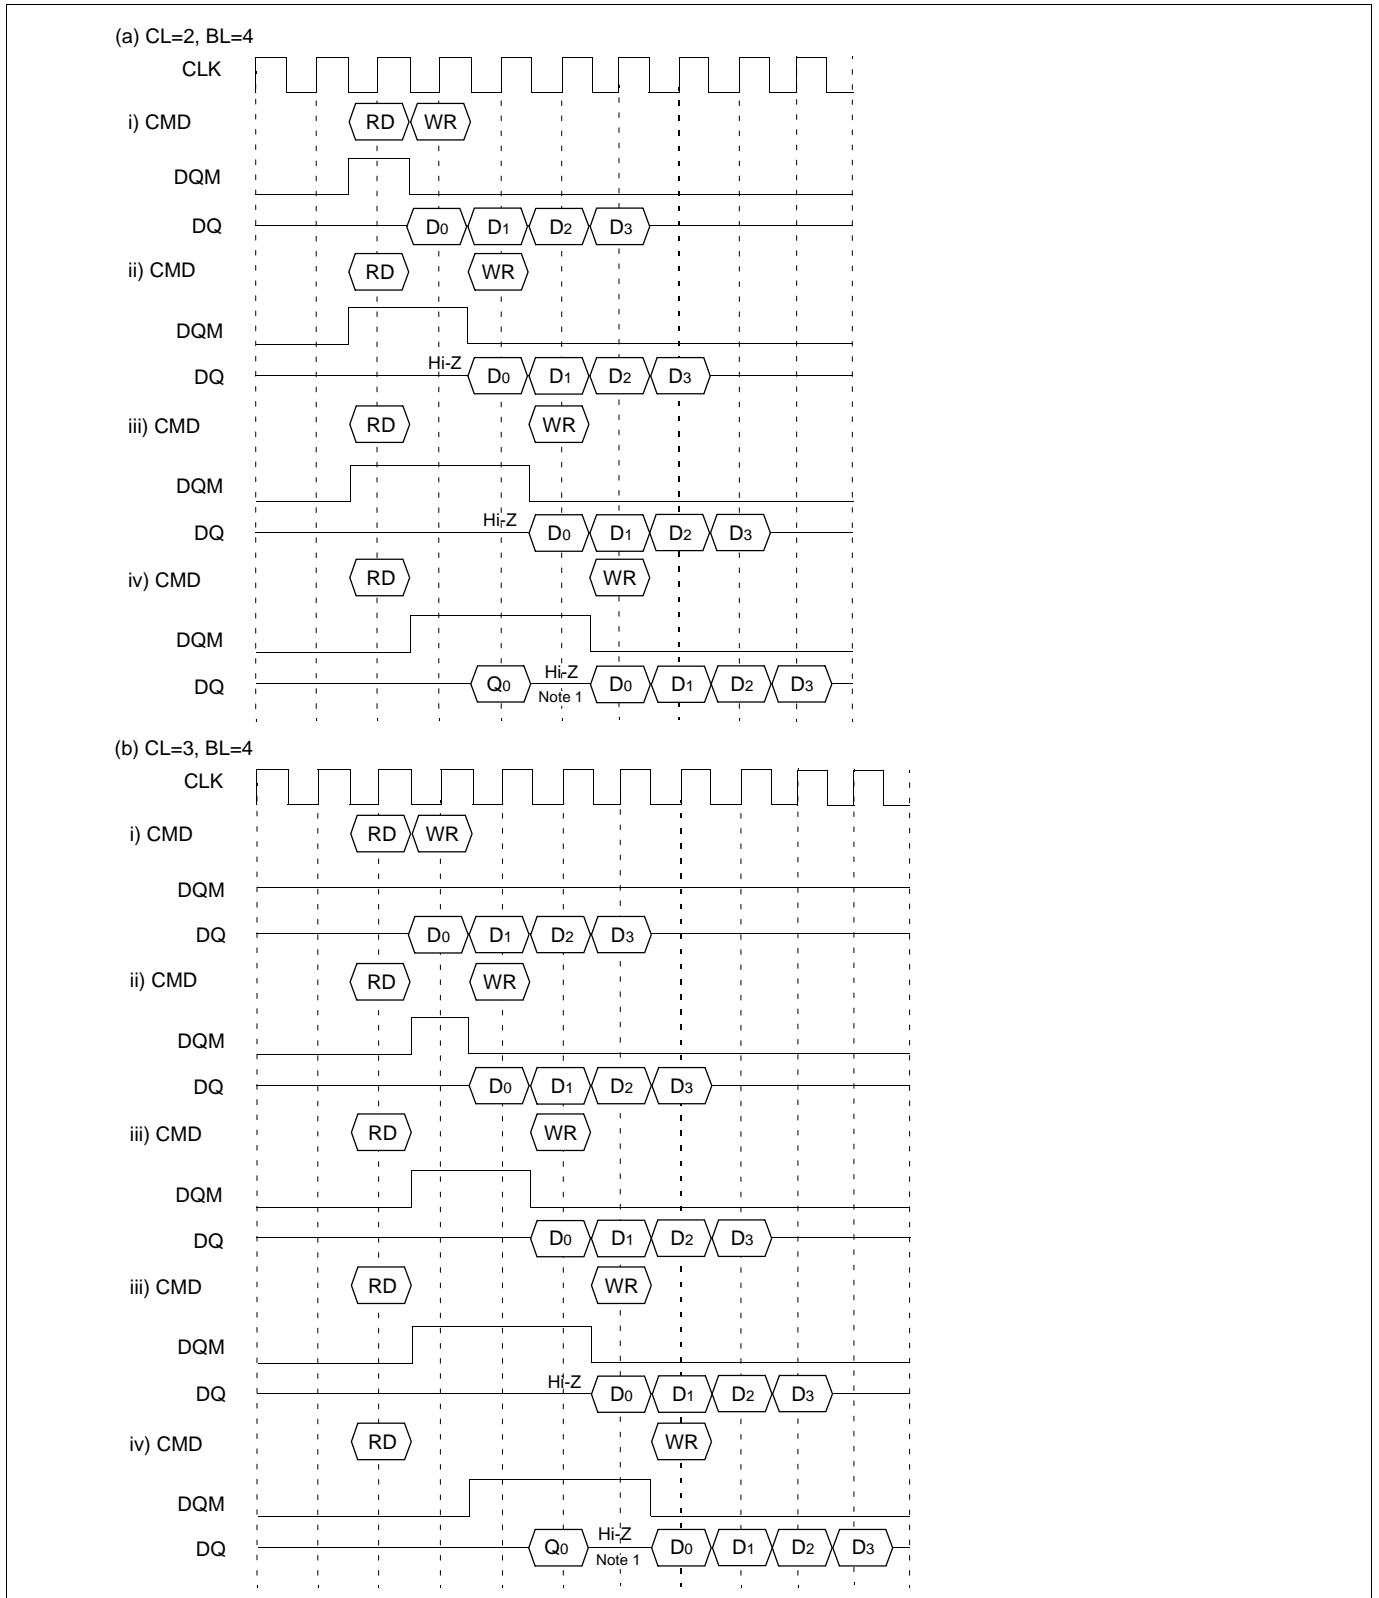 (a) CL=2, BL=4
CLK
i) CMD RD WR
DQM
DQ D0 D1 D2 D3
ii) CMD RD WR
DQM
Hi-Z
DQ D0 D1 D2 D3
iii) CMD RD WR
DQM
Hi-Z
DQ D0 D1 D2 D3
iv) CMD RD WR
DQM
Hi-Z
DQ Q0 D0 D1 D2 D3
Note 1
(b) CL=3, BL=4
CLK
i) CMD RD WR
DQM
DQ D0 D1 D2 D3
ii) CMD RD WR
DQM
DQ D0 D1 D2 D3
iii) CMD RD WR
DQM
DQ D0 D1 D2 D3
iii) CMD RD WR
DQM
Hi-Z
DQ D0 D1 D2 D3
iv) CMD RD WR
DQM
Hi-Z
DQ Q0 D0 D1 D2 D3
Note 1